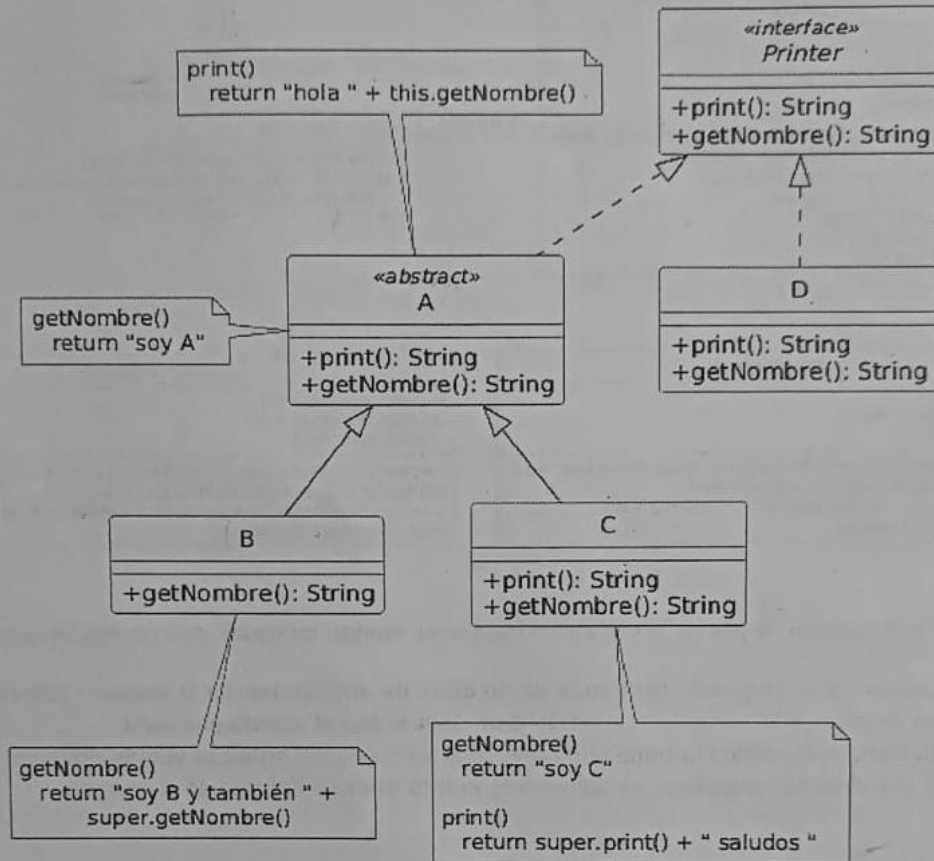 «interface»
Printer
+print(): String
+getNombre(): String
print()
return "hola " + this.getNombre()
«abstract»
A
+print(): String
+getNombre(): String
getNombre()
return "soy A"
D
+print(): String
+getNombre(): String
B
+getNombre(): String
C
+print(): String
+getNombre(): String
getNombre()
return "soy B y también " +
super.getNombre()
getNombre()
return "soy C"
print()
return super.print() + " saludos "